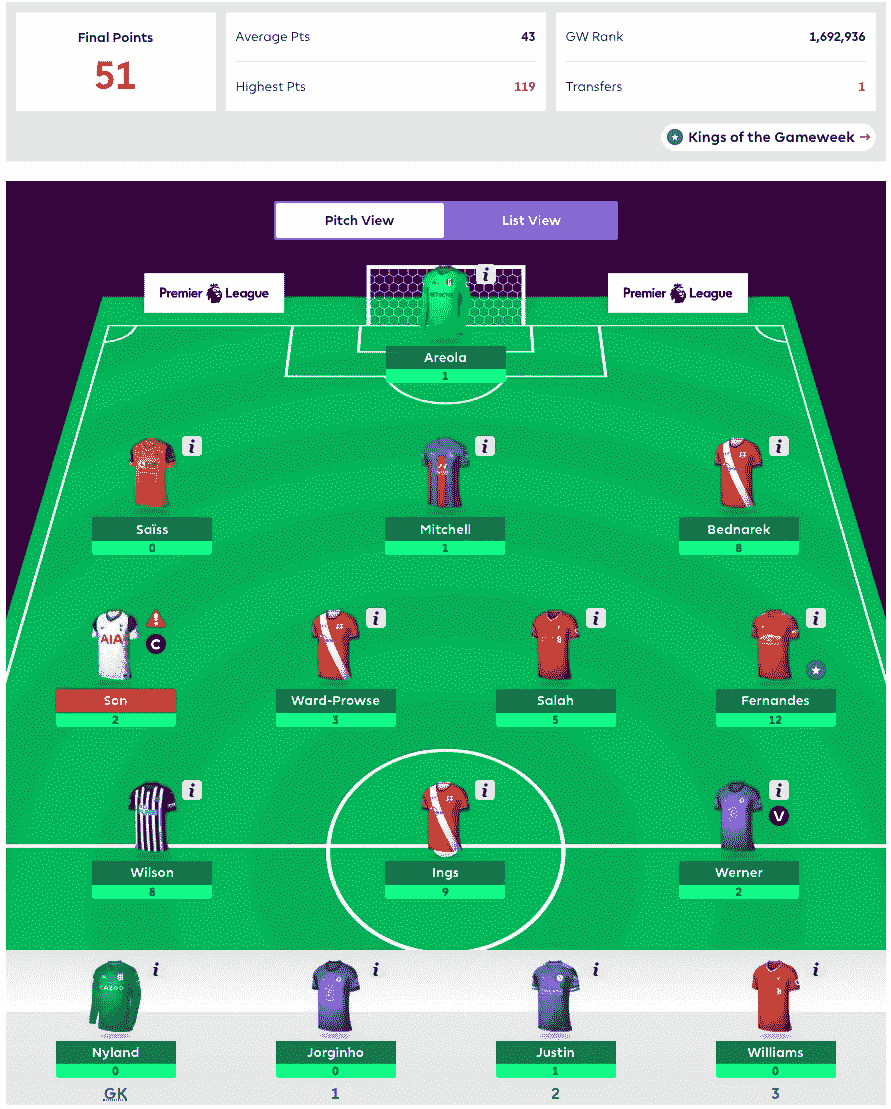 Final Points
51
Average Pts 43
Highest Pts 119
GW Rank 1,692,936
Transfers 1
Kings of the Gameweek →
Pitch View List View
Premier League Premier League
Areola
1
Saïss Mitchell Bednarek
0 1 8
AIA
C
Son Ward-Prowse Salah Fernandes
2 3 5 12
V
Wilson Ings Werner
8 9 2
Nyland Jorginho Justin Williams
0 0 1 0
GK 1 2 3